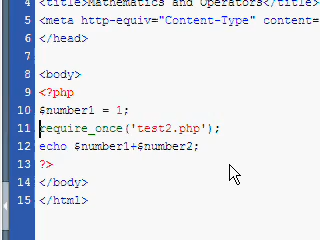 4 <title>Mathematics and Operators</title>
5 <meta http-equiv="Content-Type" content=
6 </head>
7
8 <body>
9 <?php
10 $number1 = 1;
11 require_once('test2.php');
12 echo $number1+$number2;
13 ?>
14 </body>
15 </html>